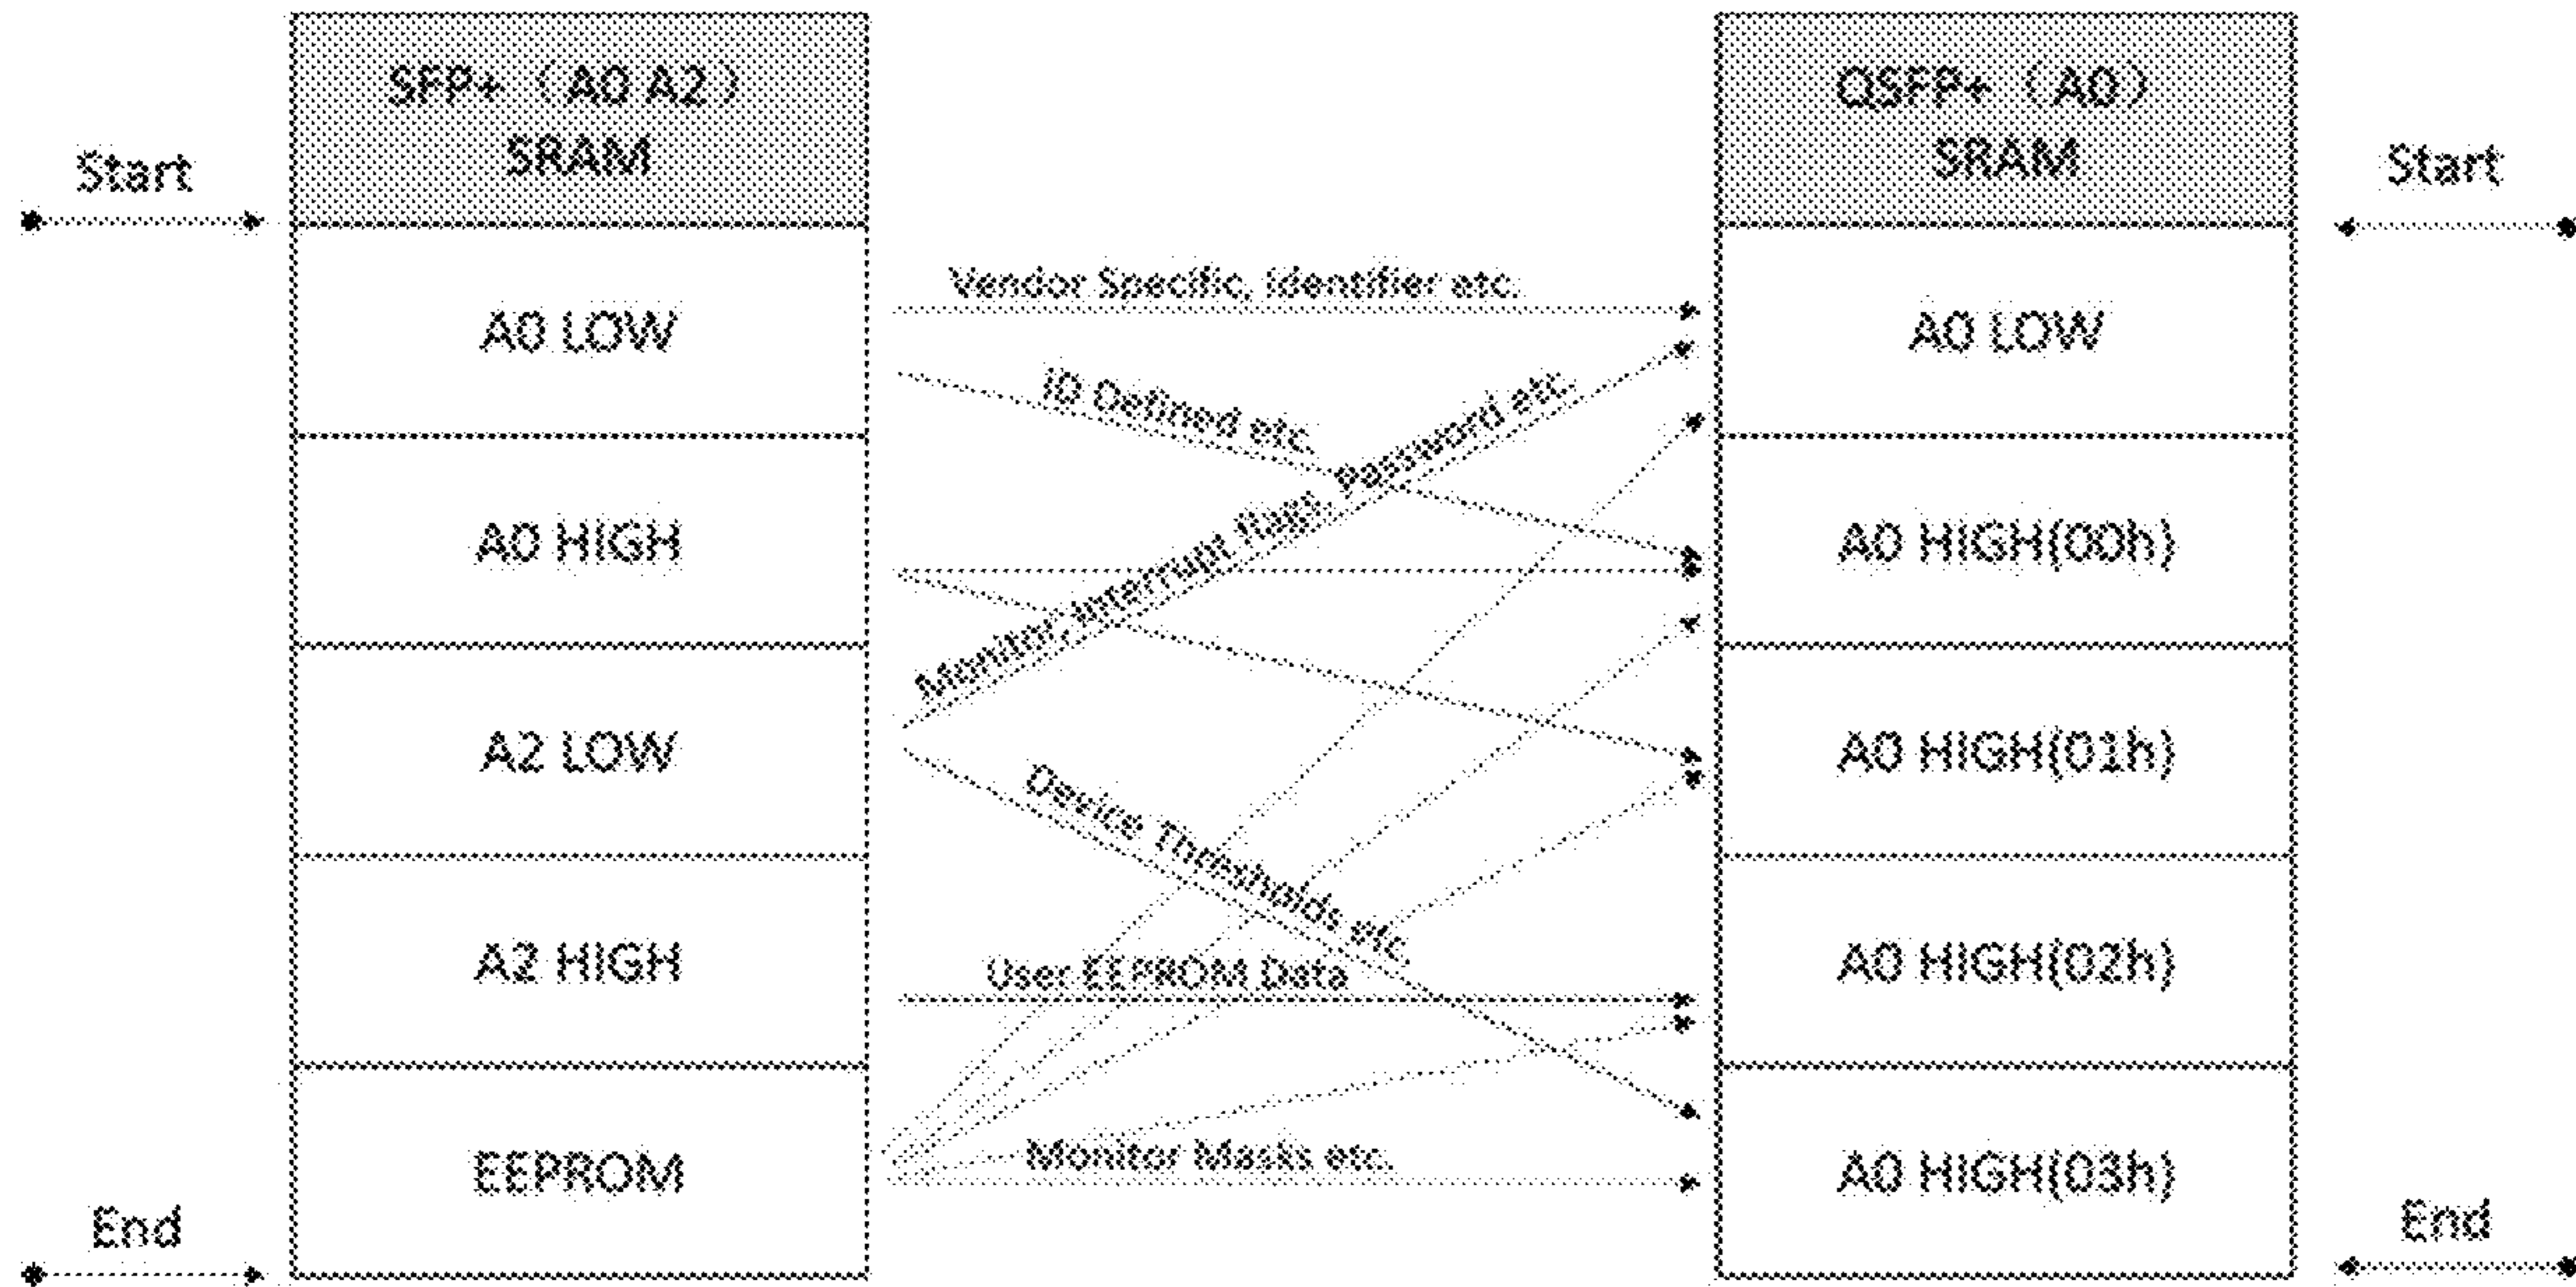 SFP+（A0 A2）
SRAM
QSFP+（A0）
SRAM
Start
Start
A0 LOW
Vendor Specific, Identifier etc.
A0 LOW
ID Defined etc.
Monitor, interrupt flags, password etc.
A0 HIGH
A0 HIGH(00h)
A2 LOW
A0 HIGH(01h)
Device Thresholds etc.
A2 HIGH
User EEPROM Data
A0 HIGH(02h)
EEPROM
Monitor Masks etc.
A0 HIGH(03h)
End
End